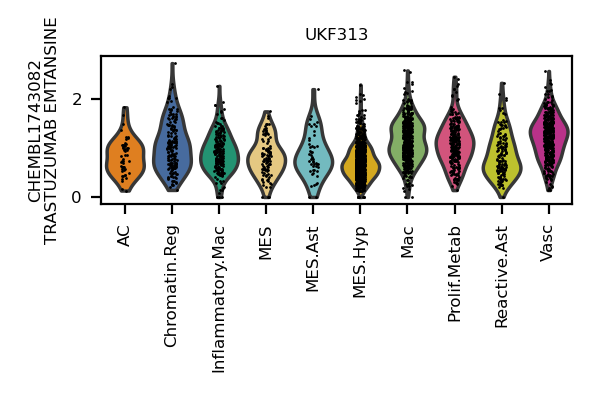 UKF313
CHEMBL1743082
TRASTUZUMAB EMTANSINE
2
0
AC
Chromatin.Reg
Inflammatory.Mac
MES
MES.Ast
MES.Hyp
Mac
Prolif.Metab
Reactive.Ast
Vasc